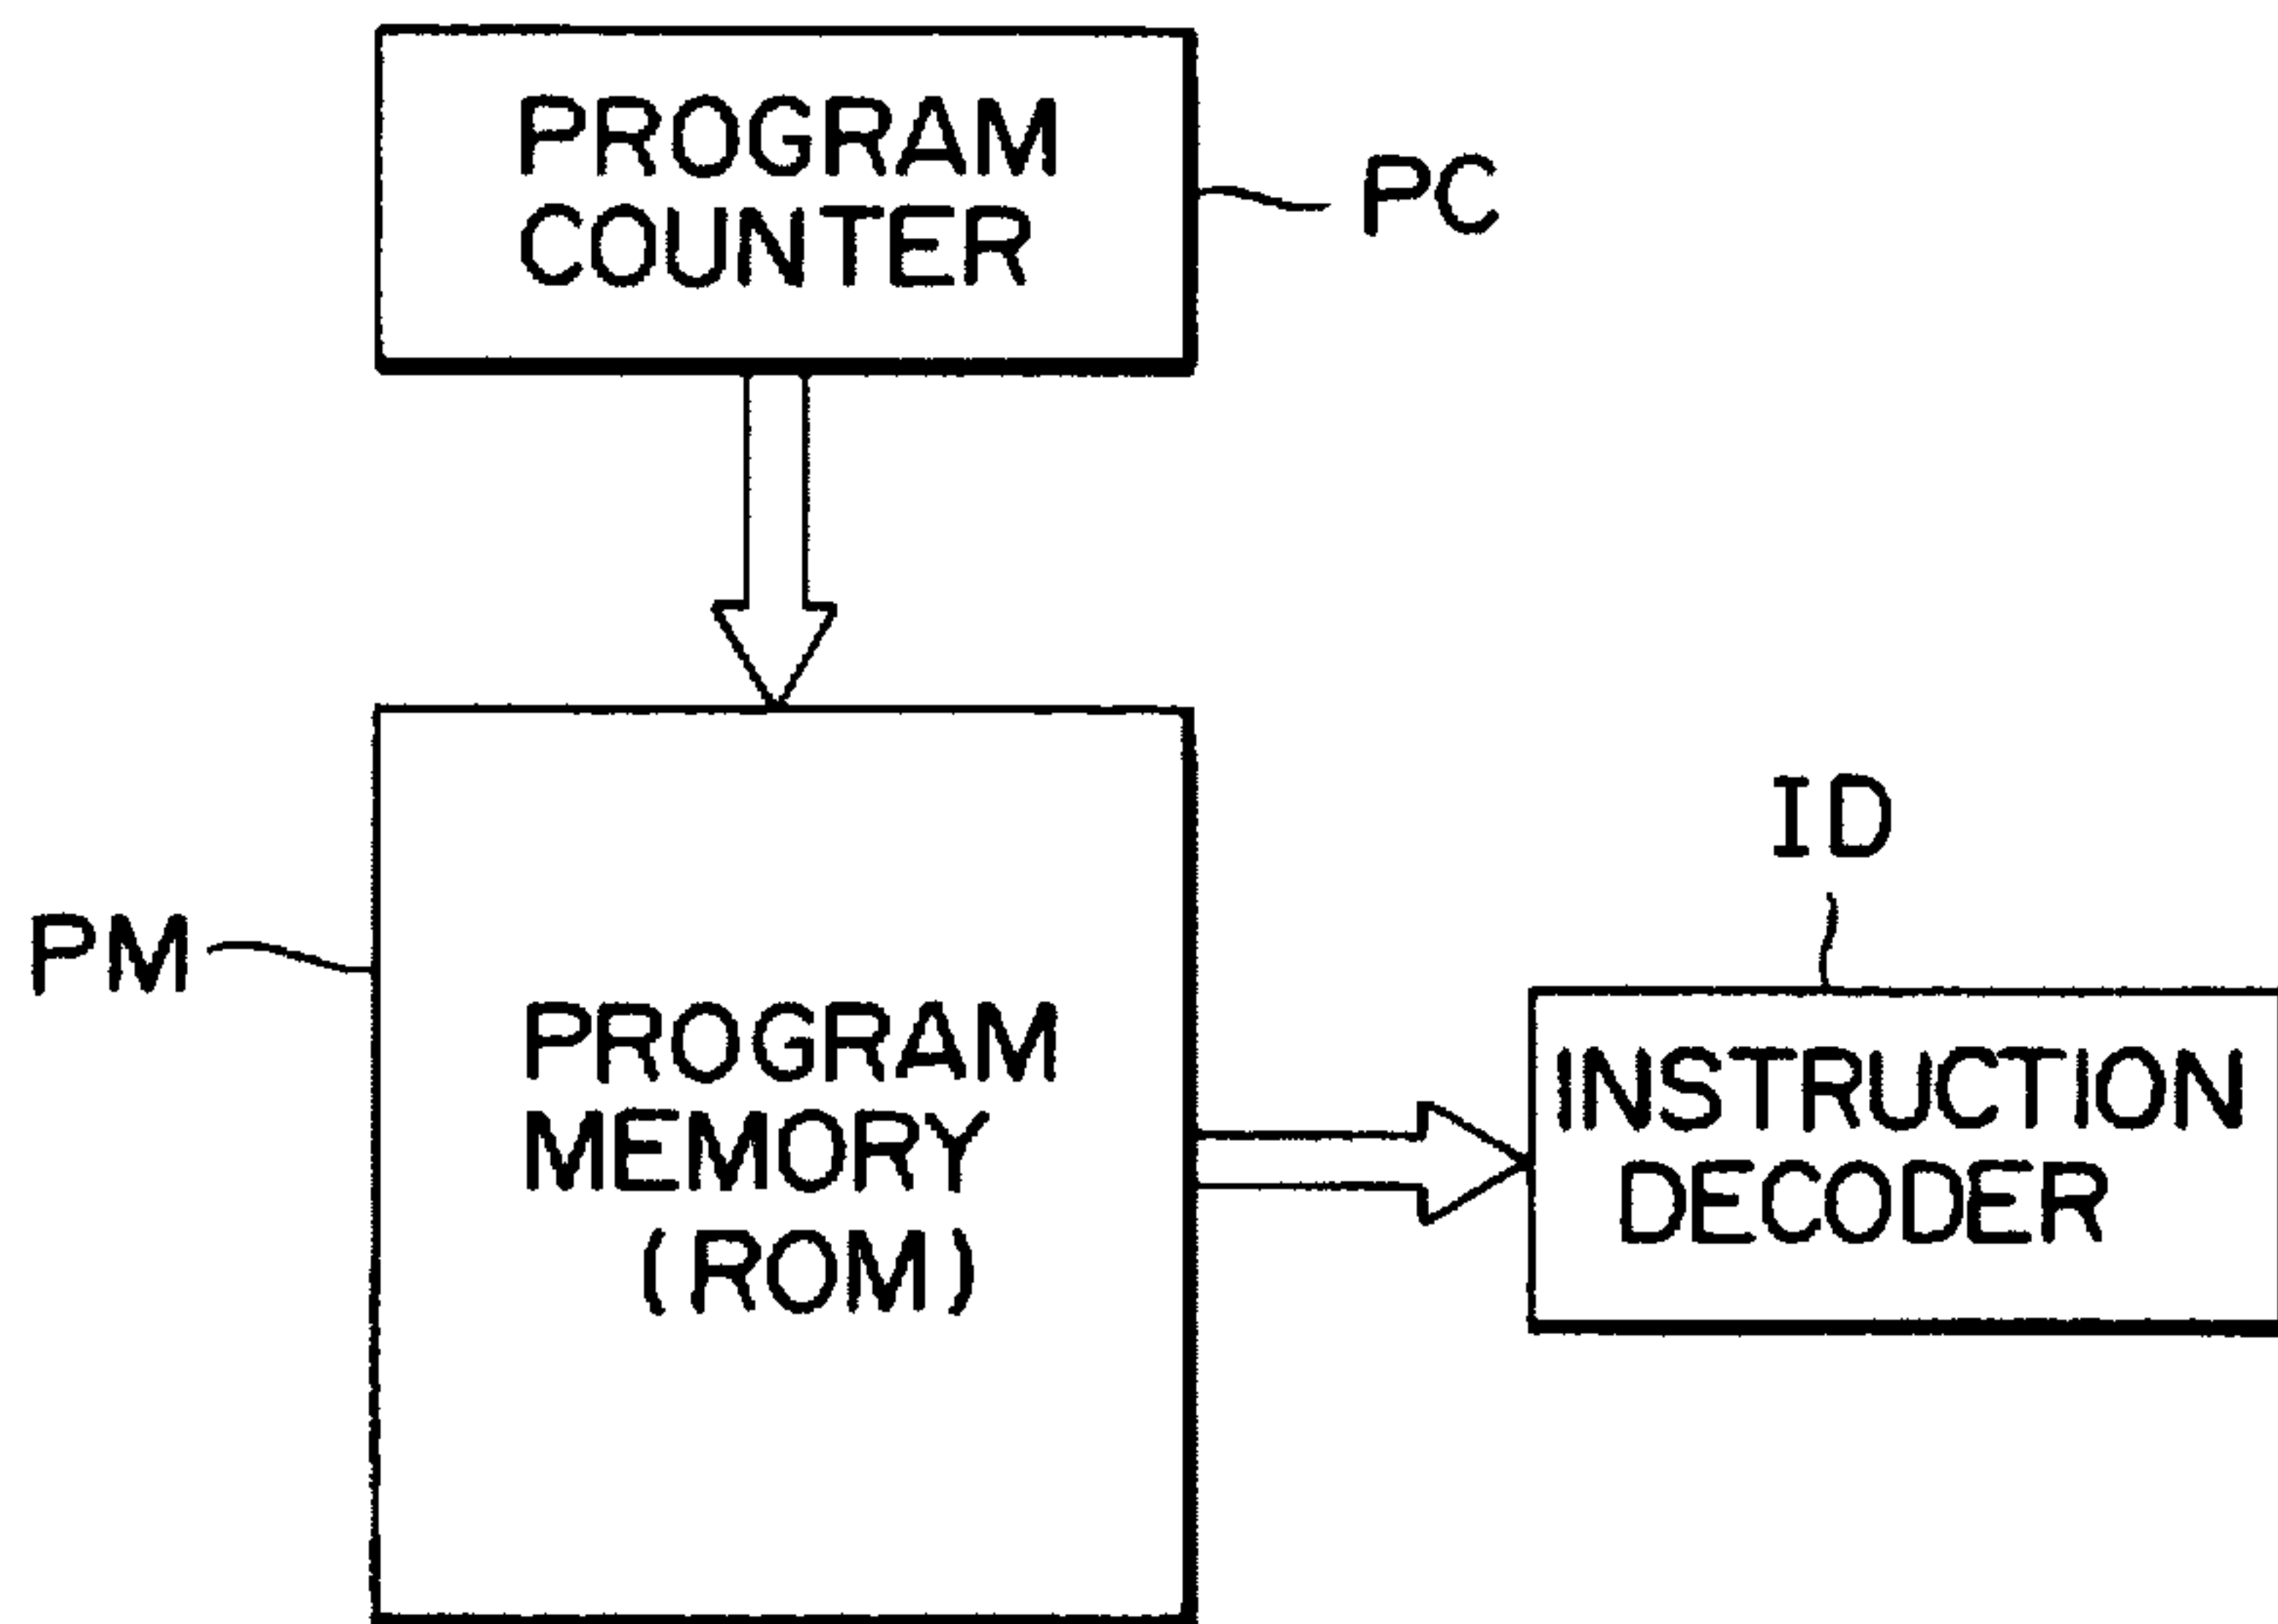 PROGRAM
COUNTER
PC
PM
PROGRAM
MEMORY
(ROM)
ID
INSTRUCTION
DECODER